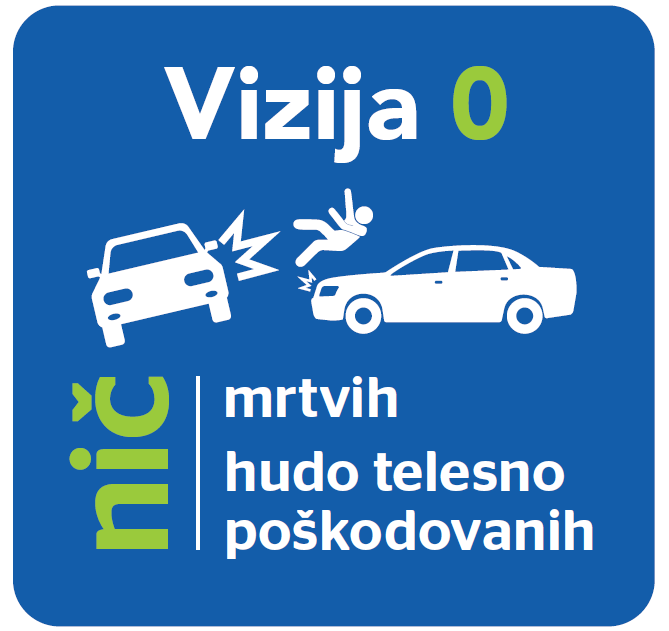 Vizija 0
nič
mrtvih
hudo telesno
poškodovanih